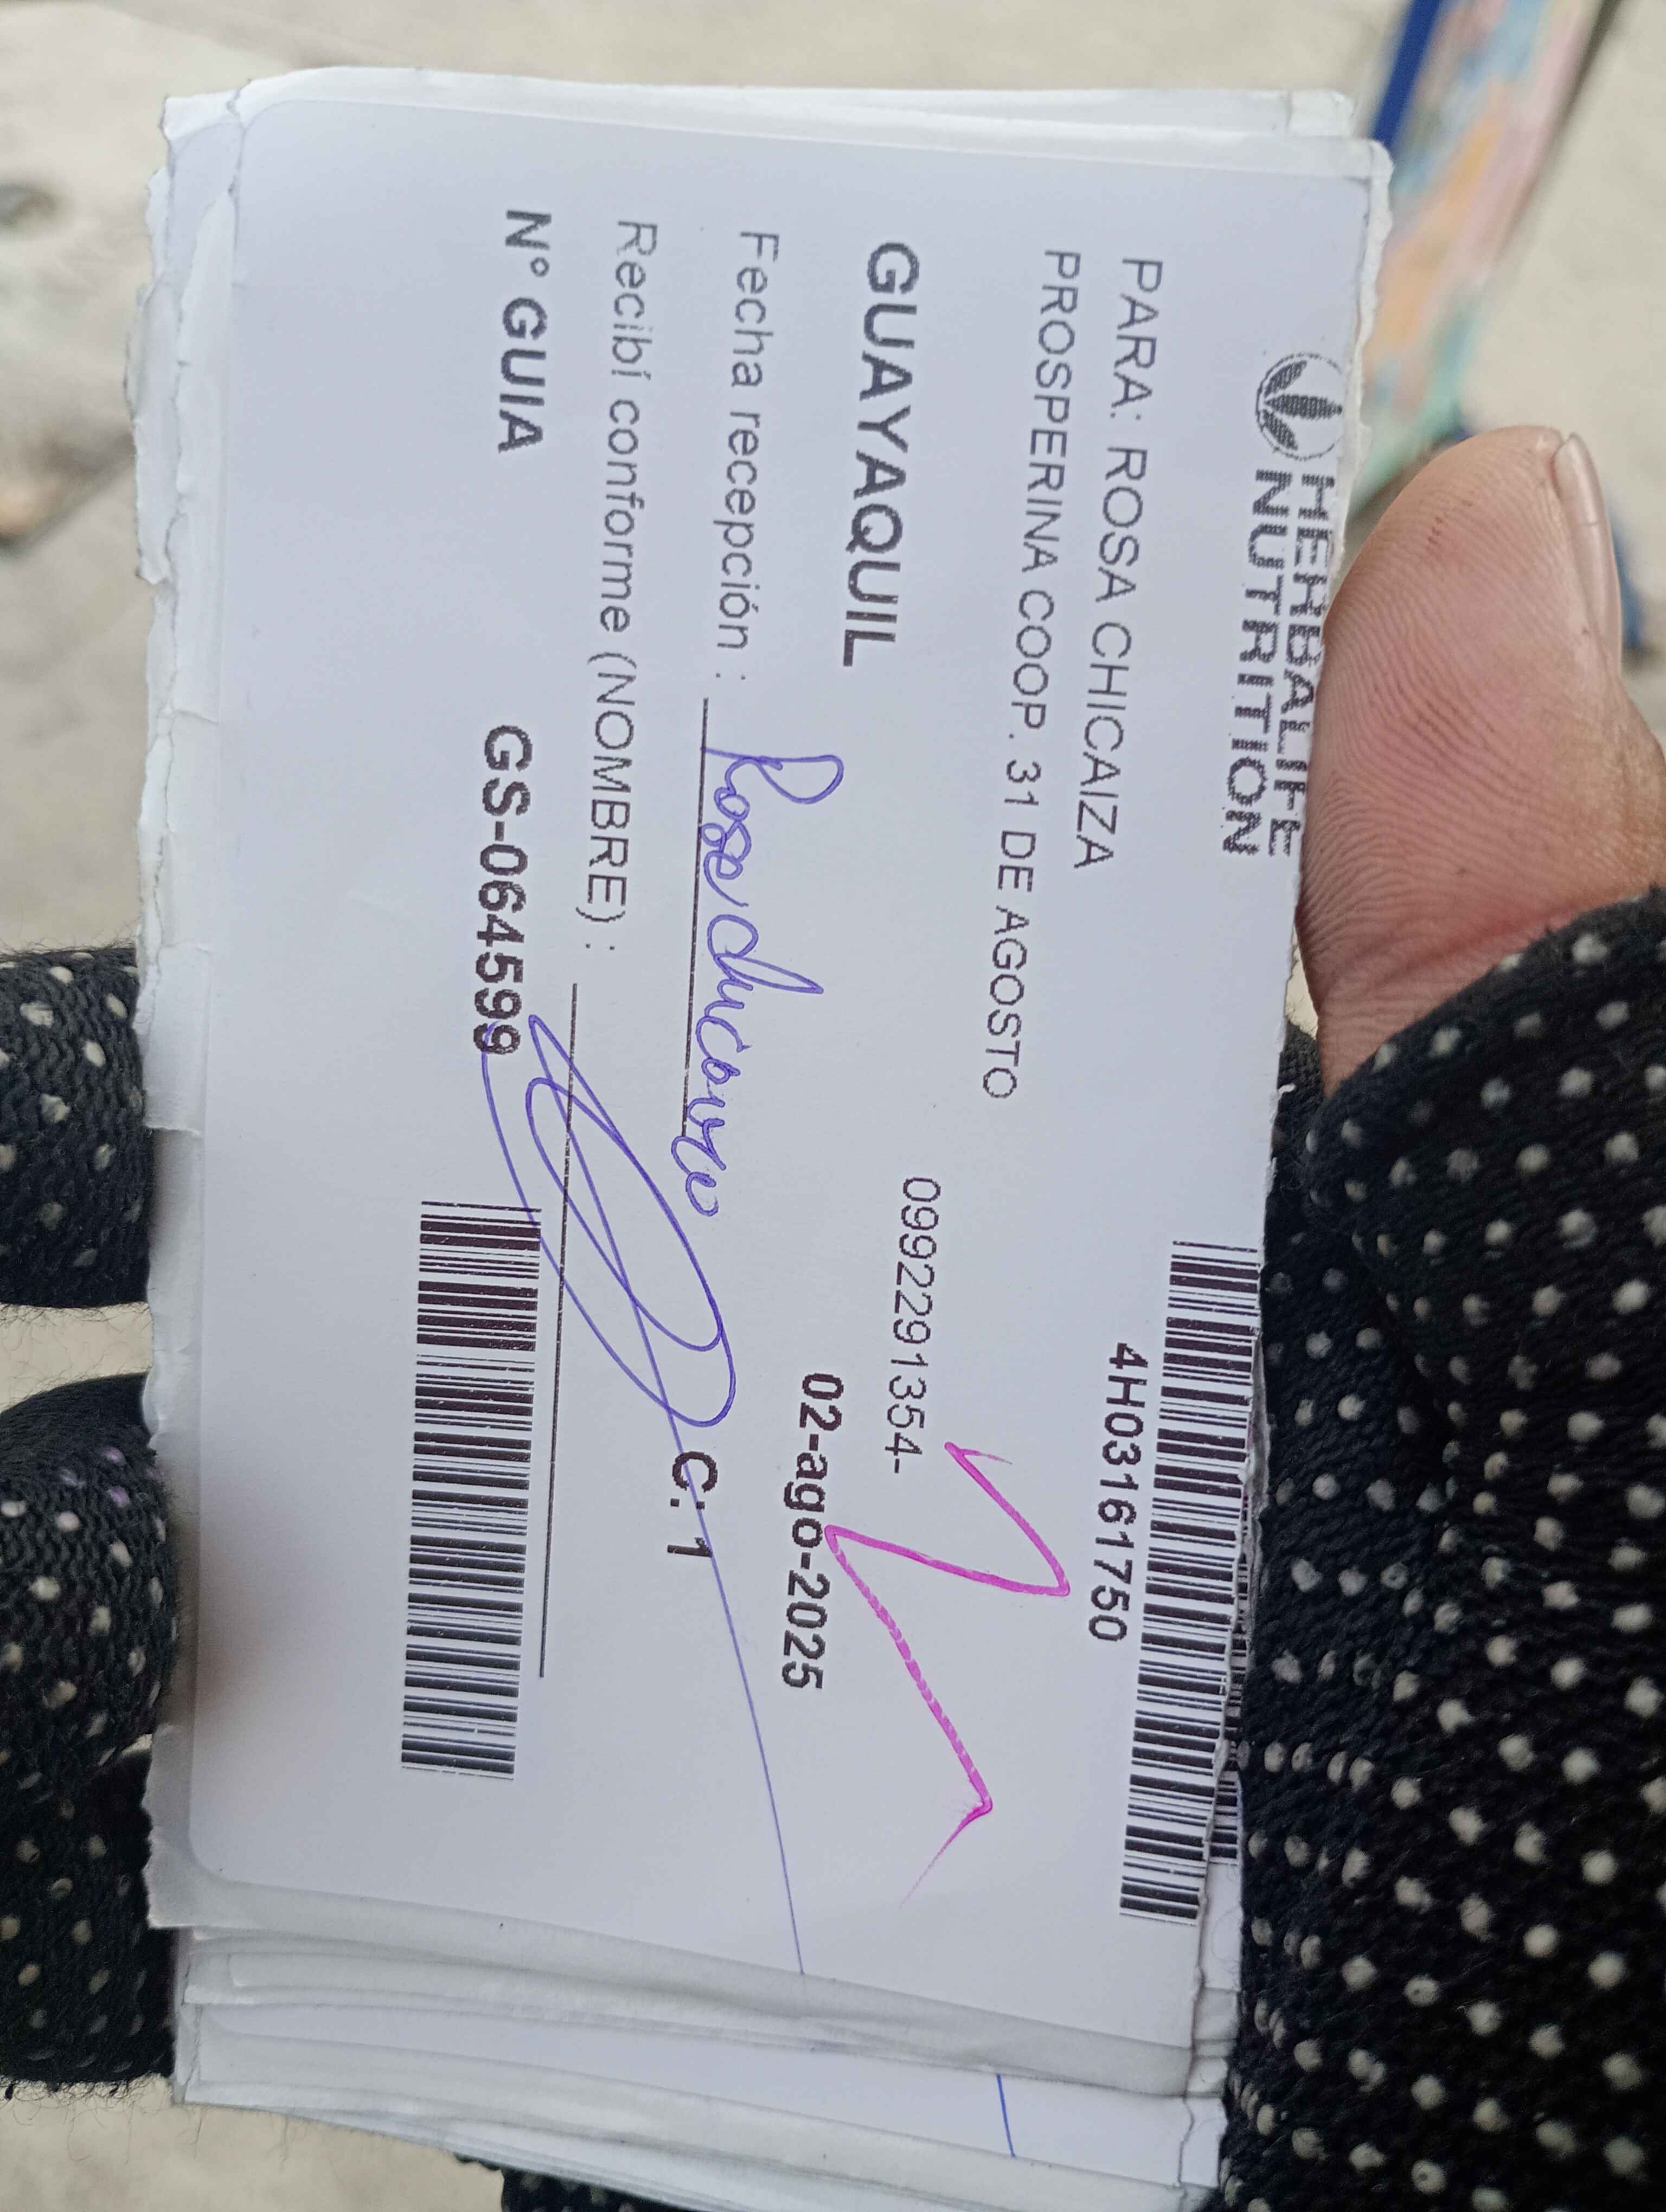 HERBALIFE
NUTRITION
4H03161750
PARA: ROSA CHICAIZA
PROSPERINA COOP. 31 DE AGOSTO
0992291354-
GUAYAQUIL
02-ago-2025
Fecha recepción :
C: 1
Recibí conforme (NOMBRE) :
N° GUIA GS-064599